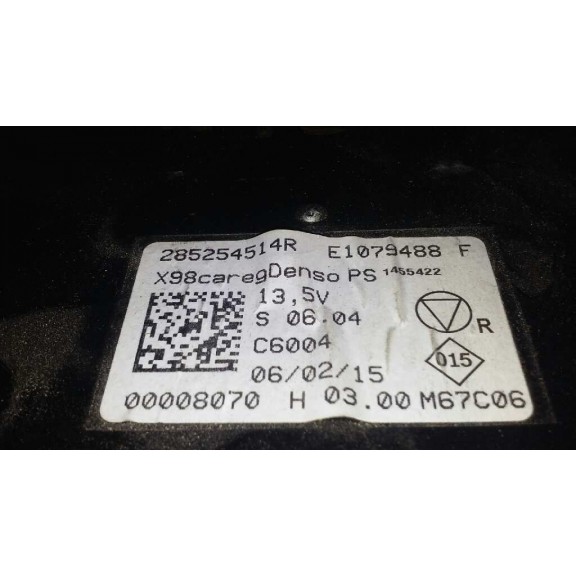 285254514R E1079488 F
X98caregDenso PS 1455422
13,5V
S 06.04
R
C6004
015
06/02/15
00008070 H 03.00 M67C06